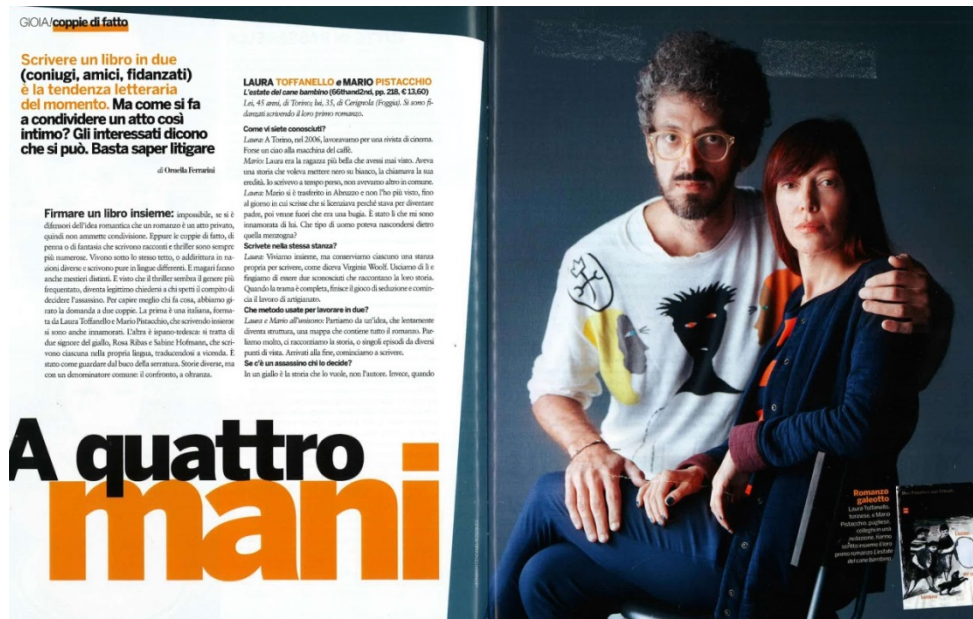 GIOIA!coppie di fatto
Scrivere un libro in due
(coniugi, amici, fidanzati)
è la tendenza letteraria
del momento. Ma come si fa
a condividere un atto così
intimo? Gli interessati dicono
che si può. Basta saper litigare
di Ornella Ferrarini
Firmare un libro insieme: impossibile, se si è
difensori dell'idea romantica che un romanzo è un atto privato,
quindi non ammette condivisione. Eppure le coppie di fatto, di
penna o di fantasia che scrivono racconti e thriller sono sempre
più numerose. Vivono sotto lo stesso tetto, o addirittura in na-
zioni diverse e scrivono pure in lingue differenti. E magari fanno
anche mestieri distanti. E visto che il thriller sembra il genere più
frequentato, diventa legittimo chiedersi a chi spetti il compito di
decidere l'assassino. Per capire meglio chi fa cosa, abbiamo gi-
rato la domanda a due coppie. La prima è una italiana, forma-
ta da Laura Toffanello e Mario Pistacchio, che scrivendo insieme
si sono anche innamorati. L'altra è ispano-tedesca: si tratta di
due signore del giallo, Rosa Ribas e Sabine Hofmann, che scri-
vono ciascuna nella propria lingua, traducendosi a vicenda. È
stato come guardare dal buco della serratura. Storie diverse, ma
con un denominatore comune: il confronto, a oltranza.
LAURA TOFFANELLO e MARIO PISTACCHIO
L'estate del cane bambino (66thand2nd, pp. 218, € 13,60)
Lei, 45 anni, di Torino; lui, 35, di Cerignola (Foggia). Si sono fi-
danzati scrivendo il loro primo romanzo.
Come vi siete conosciuti?
Laura: A Torino, nel 2006, lavoravamo per una rivista di cinema.
Forse un ciao alla macchina del caffè.
Mario: Laura era la ragazza più bella che avessi mai visto. Aveva
una storia che voleva mettere nero su bianco, la chiamava la sua
eredità. Io scrivevo a tempo perso, non avevamo altro in comune.
Laura: Mario si è trasferito in Abruzzo e non l'ho più visto, fino
al giorno in cui scrisse che si licenziava perché stava per diventare
padre, poi venne fuori che era una bugia. È stato lì che mi sono
innamorata di lui. Che tipo di uomo poteva nascondersi dietro
quella menzogna?
Scrivete nella stessa stanza?
Laura: Viviamo insieme, ma conserviamo ciascuno una stanza
propria per scrivere, come diceva Virginia Woolf. Usciamo di lì e
fingiamo di essere due sconosciuti che raccontano la loro storia.
Quando la trama è completa, finisce il gioco di seduzione e comin-
cia il lavoro di artigianato.
Che metodo usate per lavorare in due?
Laura e Mario all'unisono: Partiamo da un'idea, che lentamente
diventa struttura, una mappa che contiene tutto il romanzo. Par-
liamo molto, ci raccontiamo la storia, o singoli episodi da diversi
punti di vista. Arrivati alla fine, cominciamo a scrivere.
Se c'è un assassino chi lo decide?
In un giallo è la storia che lo vuole, non l'autore. Invece, quando
A quattro
mani
Romanzo
galeotto
Laura Toffanello,
torinese, e Mario
Pistacchio, pugliese,
colleghi in una
redazione, hanno
scritto insieme il loro
primo romanzo L'estate
del cane bambino.